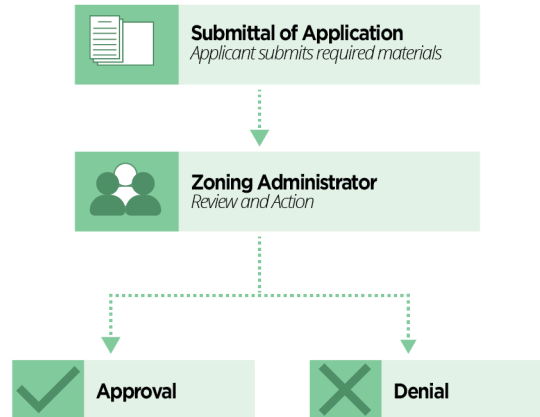 Submittal of Application
Applicant submits required materials
Zoning Administrator
Review and Action
Approval
Denial